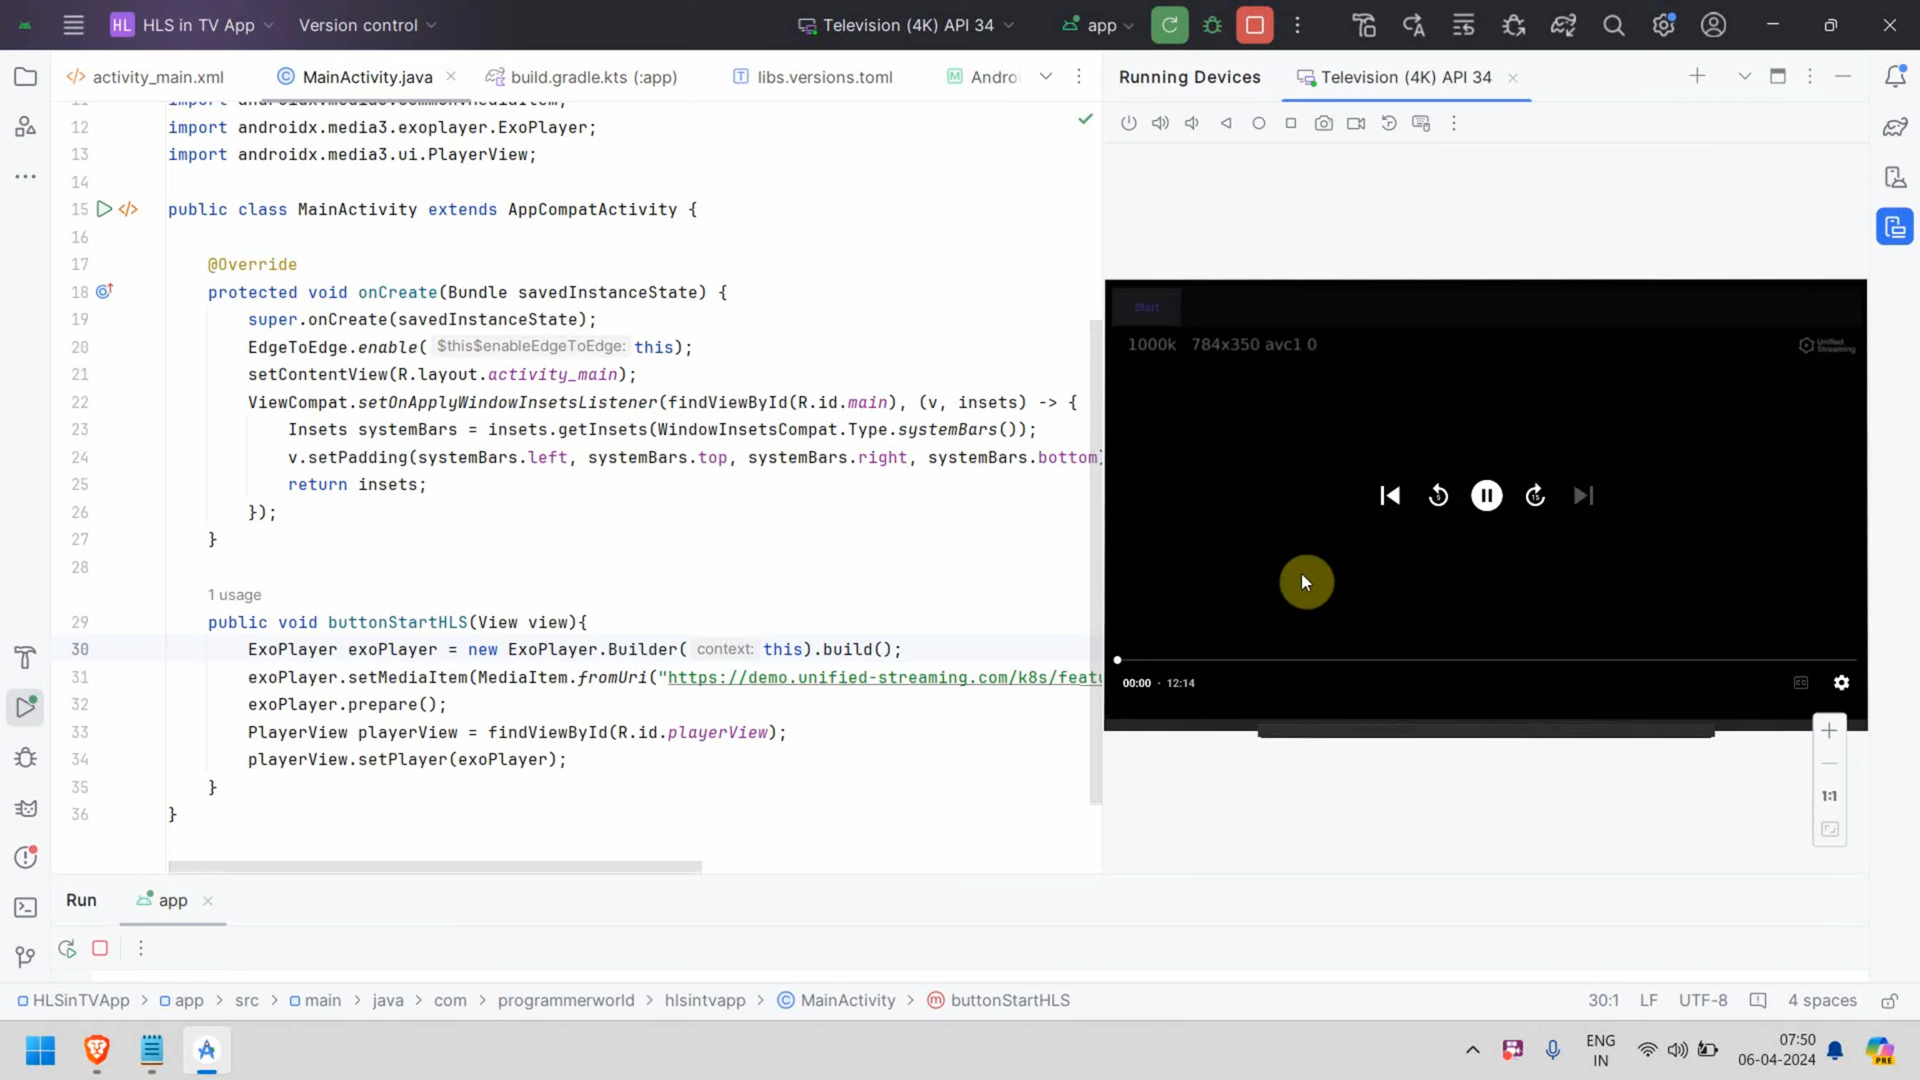 HL HLS in TV App Version control Television (4K) API 34 app
activity_main.xml MainActivity.java build.gradle.kts (:app) libs.versions.toml Andro
Running Devices Television (4K) API 34
12 import androidx.media3.exoplayer.ExoPlayer;
13 import androidx.media3.ui.PlayerView;
14
15 public class MainActivity extends AppCompatActivity {
16
17 @Override
18 protected void onCreate(Bundle savedInstanceState) {
19 super.onCreate(savedInstanceState);
20 EdgeToEdge.enable( $this$enableEdgeToEdge: this);
21 setContentView(R.layout.activity_main);
22 ViewCompat.setOnApplyWindowInsetsListener(findViewById(R.id.main), (v, insets) -> {
23 Insets systemBars = insets.getInsets(WindowInsetsCompat.Type.systemBars());
24 v.setPadding(systemBars.left, systemBars.top, systemBars.right, systemBars.bottom)
25 return insets;
26 });
27 }
28
1 usage
29 public void buttonStartHLS(View view){
30 ExoPlayer exoPlayer = new ExoPlayer.Builder( context: this).build();
31 exoPlayer.setMediaItem(MediaItem.fromUri("https://demo.unified-streaming.com/k8s/featu
32 exoPlayer.prepare();
33 PlayerView playerView = findViewById(R.id.playerView);
34 playerView.setPlayer(exoPlayer);
35 }
36 }
Start
1000k 784x350 avc1 0
Unified
Streaming
5
15
00:00 · 12:14
CC
1:1
Run app
HLSinTVApp > app > src > main > java > com > programmerworld > hlsintvapp > MainActivity > buttonStartHLS
30:1 LF UTF-8 4 spaces
ENG
IN
07:50
06-04-2024
PRE